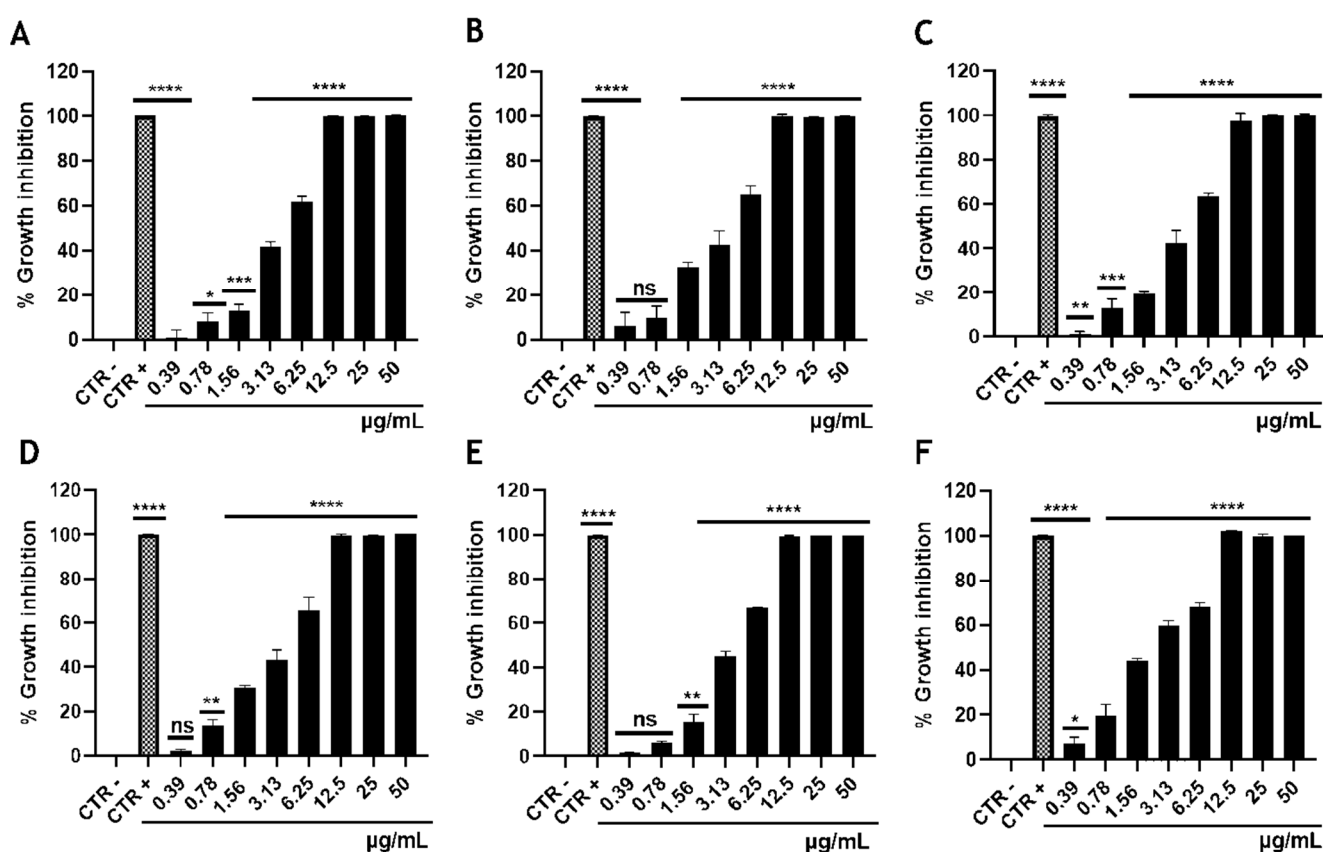 A
% Growth inhibition
120
100
80
60
40
20
0
**** ****
* ***
CTR - CTR + 0.39 0.78 1.56 3.13 6.25 12.5 25 50
µg/mL
B
% Growth inhibition
120
100
80
60
40
20
0
**** ****
ns
CTR - CTR + 0.39 0.78 1.56 3.13 6.25 12.5 25 50
µg/mL
C
% Growth inhibition
120
100
80
60
40
20
0
**** ****
** ***
CTR - CTR + 0.39 0.78 1.56 3.13 6.25 12.5 25 50
µg/mL
D
% Growth inhibition
120
100
80
60
40
20
0
**** ****
ns **
CTR - CTR + 0.39 0.78 1.56 3.13 6.25 12.5 25 50
µg/mL
E
% Growth inhibition
120
100
80
60
40
20
0
**** ****
ns **
CTR - CTR + 0.39 0.78 1.56 3.13 6.25 12.5 25 50
µg/mL
F
% Growth inhibition
120
100
80
60
40
20
0
**** ****
*
CTR - CTR + 0.39 0.78 1.56 3.13 6.25 12.5 25 50
µg/mL